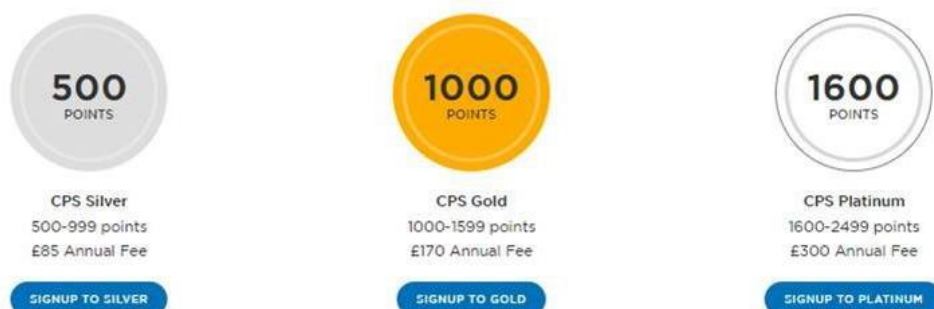 500
POINTS
CPS Silver
500-999 points
£85 Annual Fee
SIGNUP TO SILVER
1000
POINTS
CPS Gold
1000-1599 points
£170 Annual Fee
SIGNUP TO GOLD
1600
POINTS
CPS Platinum
1600-2499 points
£300 Annual Fee
SIGNUP TO PLATINUM